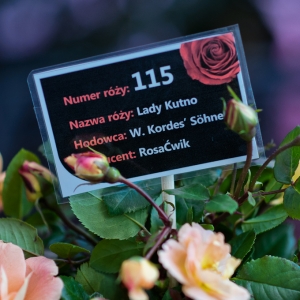 Numer róży: 115
Nazwa róży: Lady Kutno
Hodowca: W. Kordes' Söhne
RosaĆwik